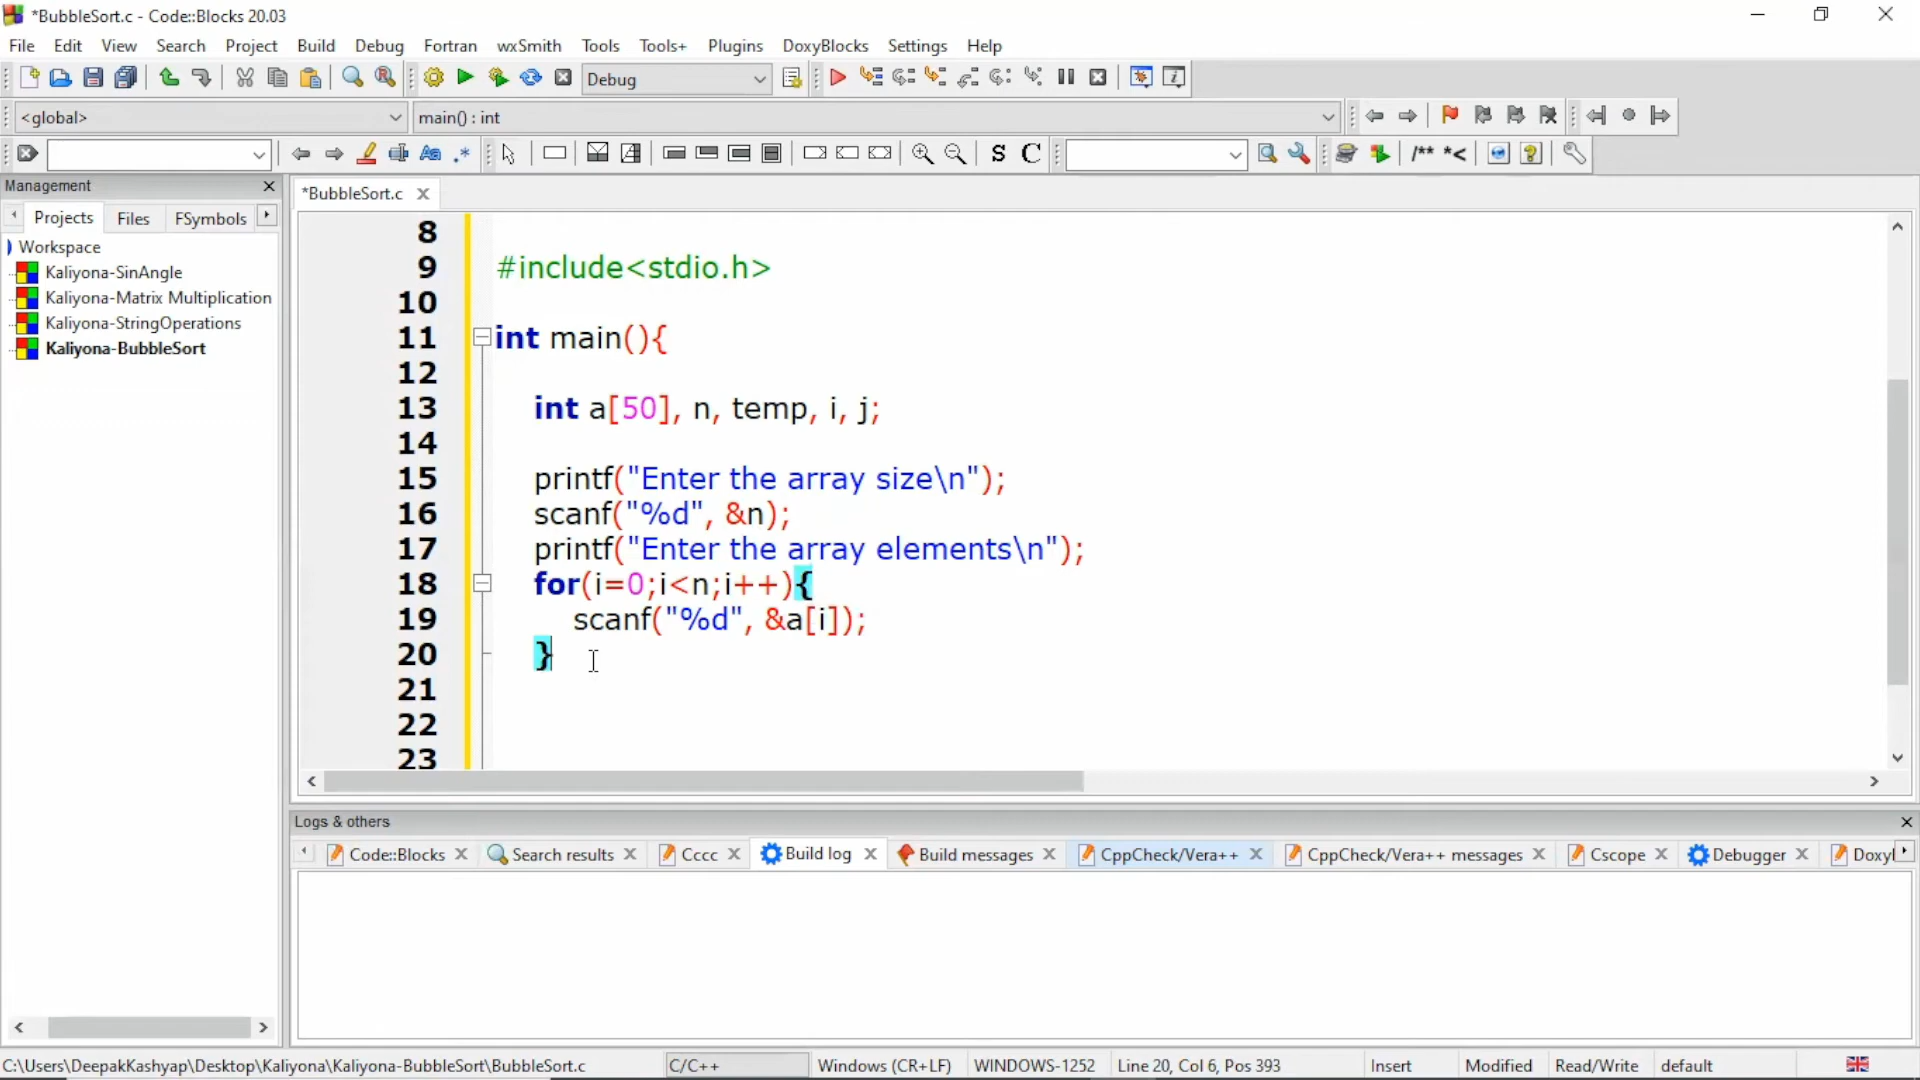 *BubbleSort.c - Code::Blocks 20.03
File Edit View Search Project Build Debug Fortran wxSmith Tools Tools+ Plugins DoxyBlocks Settings Help
Debug
<global> main() : int
Management
Projects Files FSymbols
Workspace
Kaliyona-SinAngle
Kaliyona-Matrix Multiplication
Kaliyona-StringOperations
Kaliyona-BubbleSort
*BubbleSort.c
8
9 #include<stdio.h>
10
11 int main(){
12
13 int a[50], n, temp, i, j;
14
15 printf("Enter the array size\n");
16 scanf("%d", &n);
17 printf("Enter the array elements\n");
18 for(i=0;i<n;i++){
19 scanf("%d", &a[i]);
20 }
21
22
23
Logs & others
Code::Blocks Search results Cccc Build log Build messages CppCheck/Vera++ CppCheck/Vera++ messages Cscope Debugger Doxyl
C:\Users\DeepakKashyap\Desktop\Kaliyona\Kaliyona-BubbleSort\BubbleSort.c C/C++ Windows (CR+LF) WINDOWS-1252 Line 20, Col 6, Pos 393 Insert Modified Read/Write default